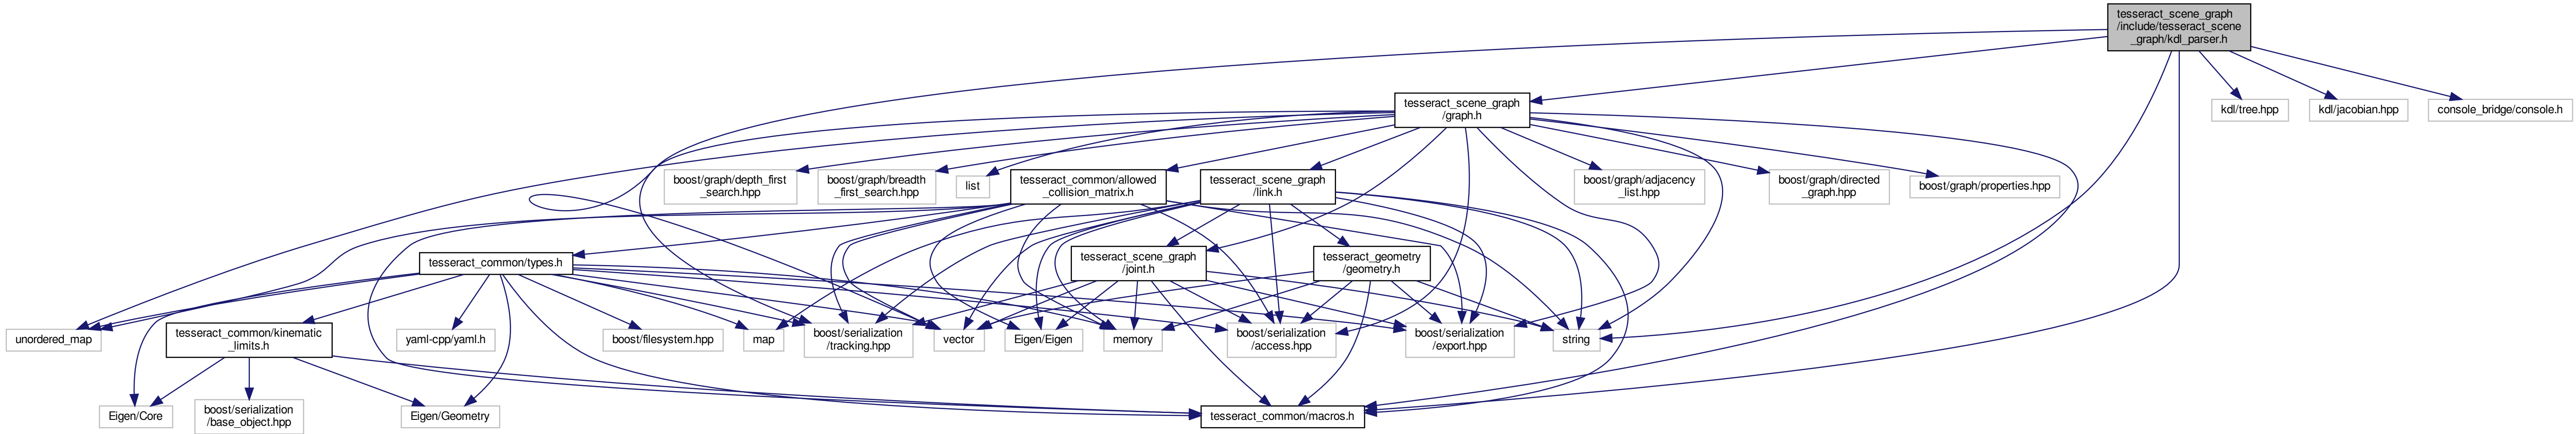 tesseract_scene_graph
/include/tesseract_scene
_graph/kdl_parser.h
tesseract_scene_graph
/graph.h
kdl/tree.hpp
kdl/jacobian.hpp
console_bridge/console.h
boost/graph/depth_first
_search.hpp
boost/graph/breadth
_first_search.hpp
list
tesseract_common/allowed
_collision_matrix.h
tesseract_scene_graph
/link.h
boost/graph/adjacency
_list.hpp
boost/graph/directed
_graph.hpp
boost/graph/properties.hpp
tesseract_common/types.h
tesseract_scene_graph
/joint.h
tesseract_geometry
/geometry.h
unordered_map
tesseract_common/kinematic
_limits.h
yaml-cpp/yaml.h
boost/filesystem.hpp
map
boost/serialization
/tracking.hpp
vector
Eigen/Eigen
memory
boost/serialization
/access.hpp
boost/serialization
/export.hpp
string
Eigen/Core
boost/serialization
/base_object.hpp
Eigen/Geometry
tesseract_common/macros.h